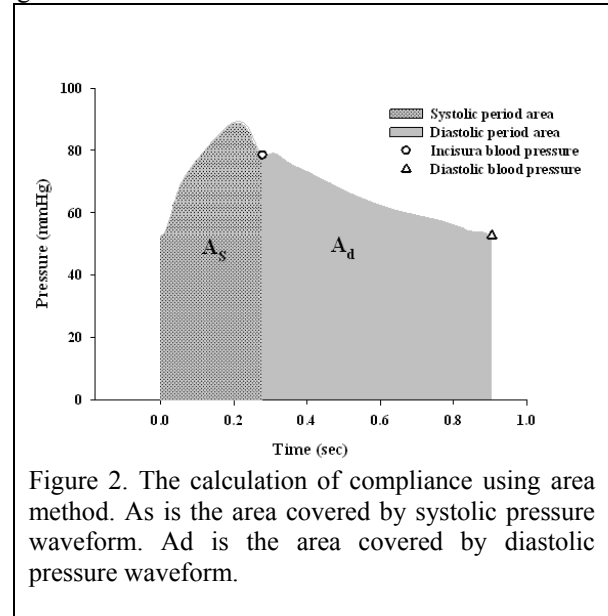 100
80
60
40
20
0
Pressure (mmHg)
Systolic period area
Diastolic period area
Incisura blood pressure
Diastolic blood pressure
As
Ad
0.0 0.2 0.4 0.6 0.8 1.0
Time (sec)
Figure 2. The calculation of compliance using area
method. As is the area covered by systolic pressure
waveform. Ad is the area covered by diastolic
pressure waveform.